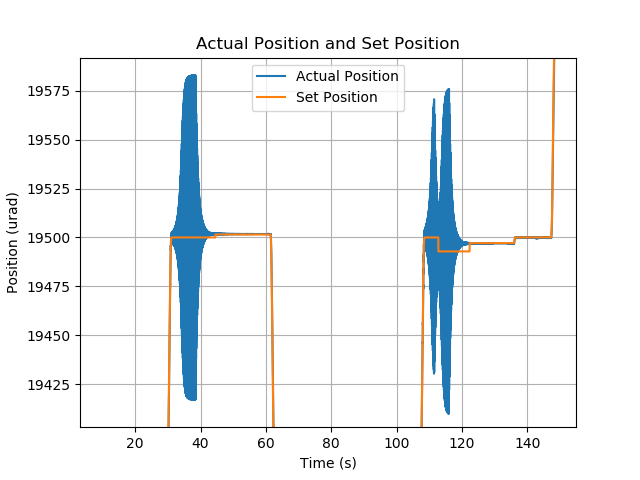 Actual Position and Set Position
Actual Position
Set Position
Position (urad)
19575
19550
19525
19500
19475
19450
19425
20
40
60
80
100
120
140
Time (s)